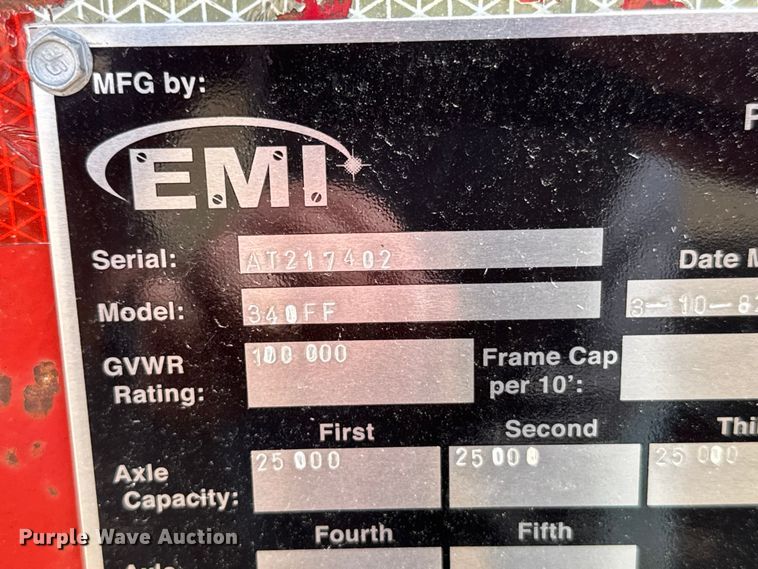 MFG by:
EMI
Serial: AT217402 Date
Model: 340FF 3-10-8
GVWR Rating: 100 000 Frame Cap per 10':
First Second
Axle Capacity: 25 000 25 000 25 000
Fourth Fifth
Axle
Purple Wave Auction